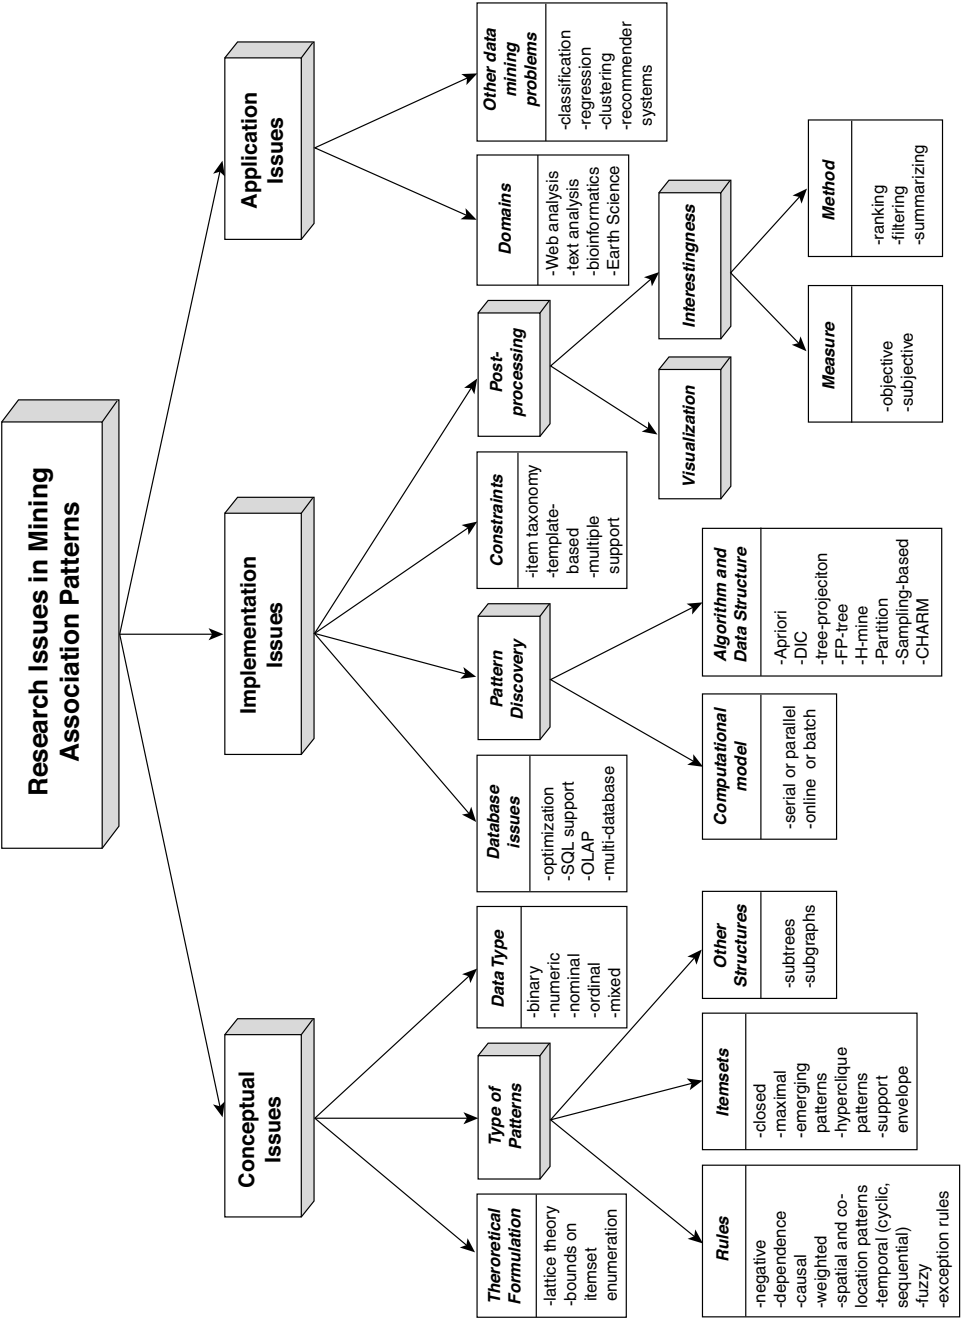 Research Issues in Mining
Association Patterns
Conceptual
Issues
Implementation
Issues
Application
Issues
Theroretical
Formulation
-lattice theory
-bounds on
itemset
enumeration
Type of
Patterns
Data Type
-binary
-numeric
-nominal
-ordinal
-mixed
Database
issues
-optimization
-SQL support
-OLAP
-multi-database
Pattern
Discovery
Constraints
-item taxonomy
-template-
based
-multiple
support
Post-
processing
Domains
-Web analysis
-text analysis
-bioinformatics
-Earth Science
Other data
mining
problems
-classification
-regression
-clustering
-recommender
systems
Rules
-negative
-dependence
-causal
-weighted
-spatial and co-
location patterns
-temporal (cyclic,
sequential)
-fuzzy
-exception rules
Itemsets
-closed
-maximal
-emerging
patterns
-hyperclique
patterns
-support
envelope
Other
Structures
-subtrees
-subgraphs
Computational
model
-serial or parallel
-online or batch
Algorithm and
Data Structure
-Apriori
-DIC
-tree-projeciton
-FP-tree
-H-mine
-Partition
-Sampling-based
-CHARM
Visualization
Interestingness
Measure
-objective
-subjective
Method
-ranking
-filtering
-summarizing